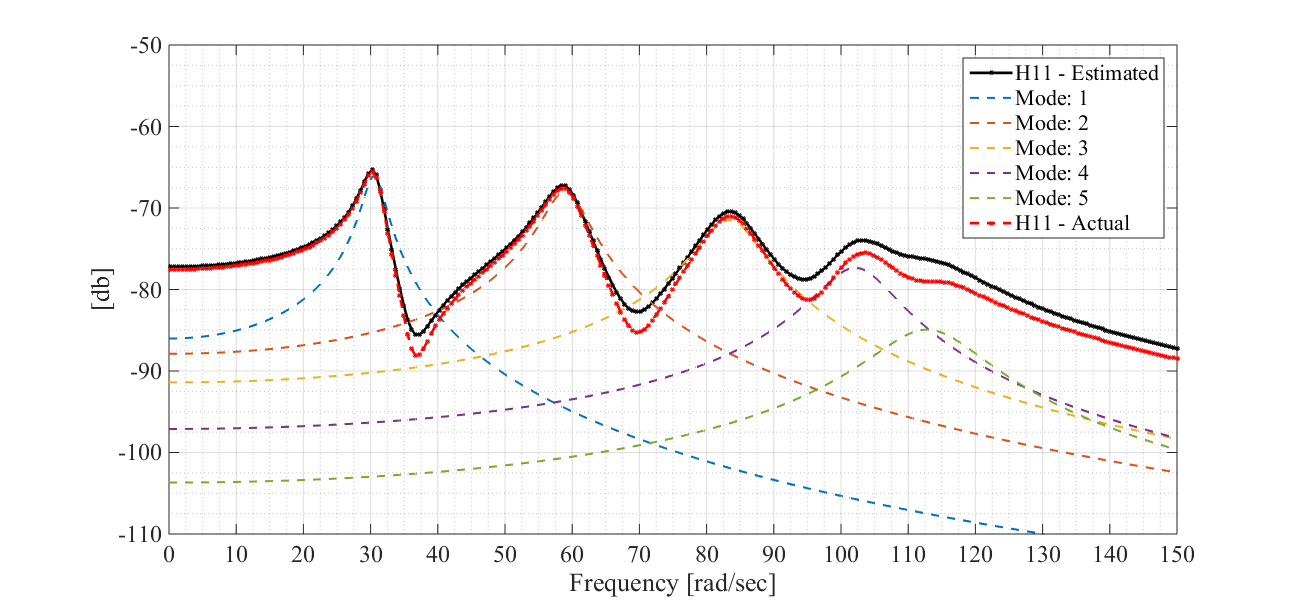 -50
-60
-70
-80
-90
-100
-110
[db]
0 10 20 30 40 50 60 70 80 90 100 110 120 130 140 150
Frequency [rad/sec]
H11 - Estimated
Mode: 1
Mode: 2
Mode: 3
Mode: 4
Mode: 5
H11 - Actual